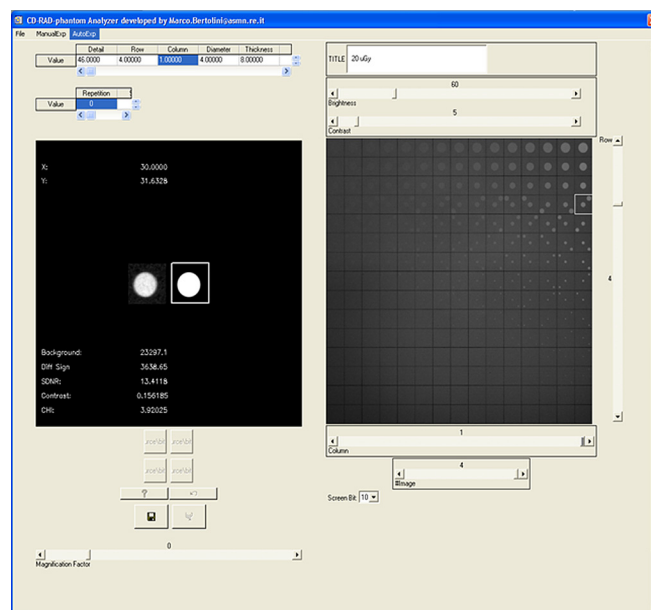 CD-RAD-phantom Analyzer developed by Marco.Bertolini@asmn.re.it
File ManualExp AutoExp
Detail Row Column Diameter Thickness
Value 46.0000 4.00000 1.00000 4.00000 8.00000
TITLE 20 uGy
60
Brightness
5
Contrast
Repetition 1
Value 0
Row
X: 30.0000
Y: 31.6328
4
Background: 23297.1
Diff Sign 3638.65
SDNR: 13.4118
Contrast: 0.156185
CHI: 3.92025
1
Column
4
#Image
?
Screen Bit: 10
0
Magnification Factor